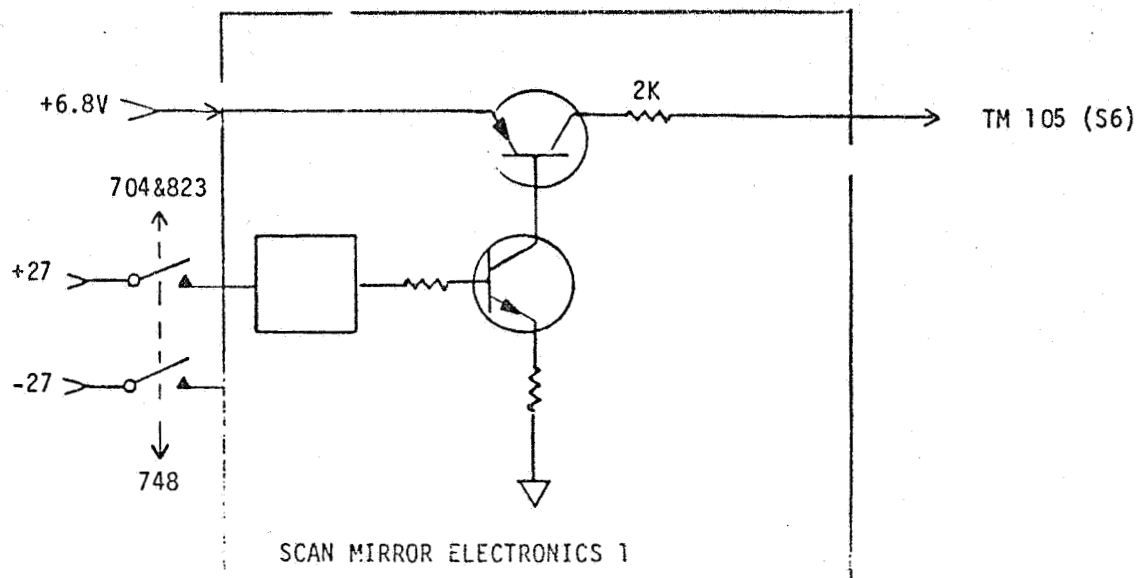 +6.8V
2K
TM 105 (S6)
704&823
+27
-27
748
SCAN MIRROR ELECTRONICS 1